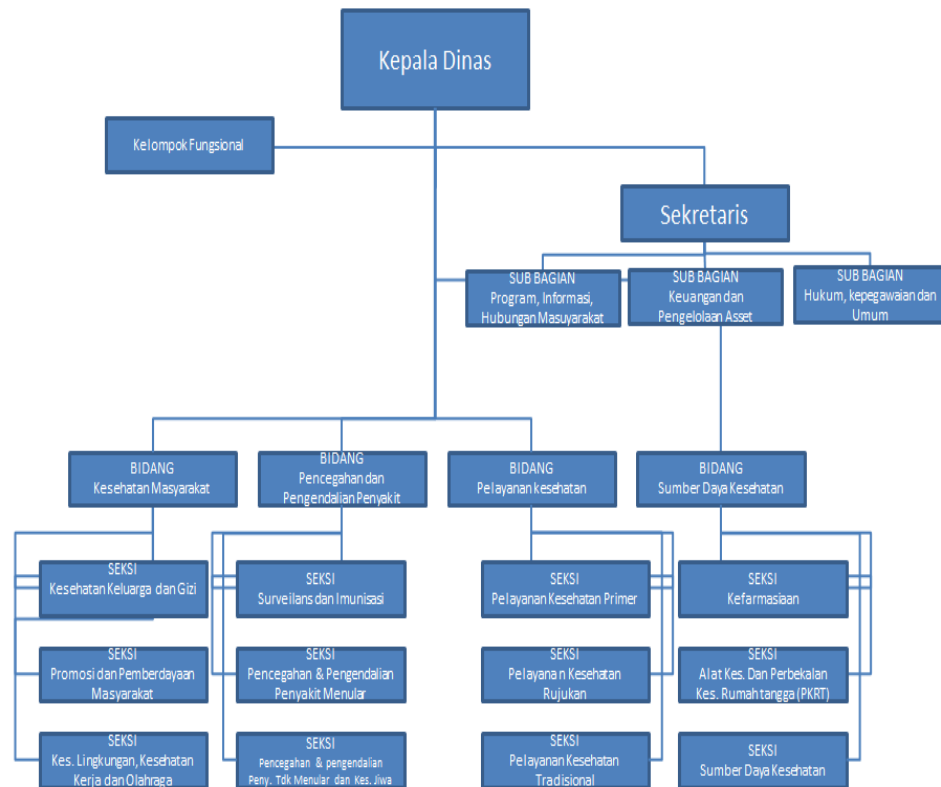 Kepala Dinas
Kelompok Fungsional
Sekretaris
SUB BAGIAN
Program, Informasi,
Hubungan Masuyarakat
SUB BAGIAN
Keuangan dan
Pengelolaan Asset
SUB BAGIAN
Hukum, kepegawaian dan
Umum
BIDANG
Kesehatan Masyarakat
BIDANG
Pencegahan dan
Pengendalian Penyakit
BIDANG
Pelayanan kesehatan
BIDANG
Sumber Daya Kesehatan
SEKSI
Kesehatan Keluarga dan Gizi
SEKSI
Surveilans dan Imunisasi
SEKSI
Pelayanan Kesehatan Primer
SEKSI
Kefarmasiaan
SEKSI
Promosi dan Pemberdayaan
Masyarakat
SEKSI
Pencegahan & Pengendalian
Penyakit Menular
SEKSI
Pelayanan Kesehatan
Rujukan
SEKSI
Alat Kes. Dan Perbekalan
Kes. Rumah tangga (PKRT)
SEKSI
Kes. Lingkungan, Kesehatan
Kerja dan Olahraga
SEKSI
Pencegahan & pengendalian
Peny. Tdk Menular dan Kes. Jiwa
SEKSI
Pelayanan Kesehatan
Tradisional
SEKSI
Sumber Daya Kesehatan